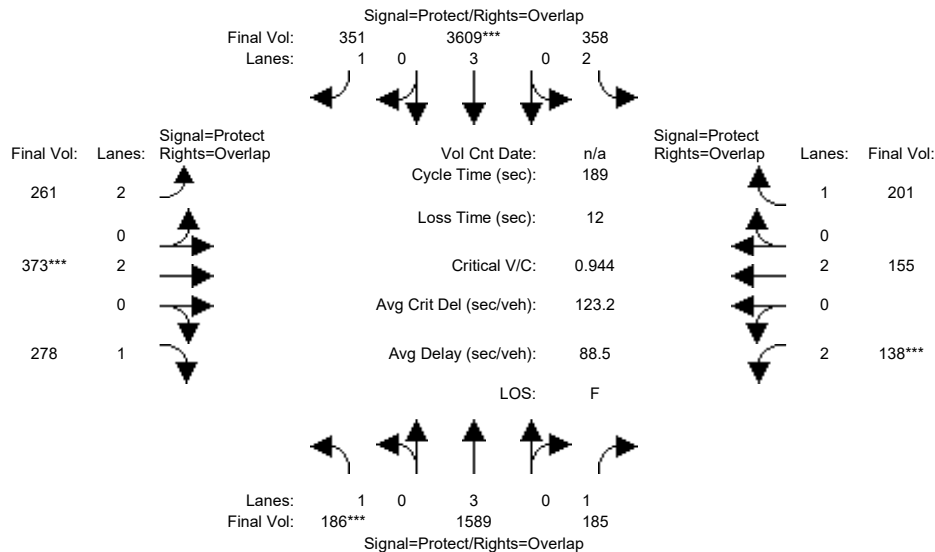 Signal=Protect/Rights=Overlap
Final Vol: 351 3609*** 358
Lanes: 1 0 3 0 2
Signal=Protect
Final Vol: Lanes: Rights=Overlap
Vol Cnt Date: n/a
Signal=Protect
Rights=Overlap Lanes: Final Vol:
Cycle Time (sec): 189
261 2
1 201
Loss Time (sec): 12
0
0
373*** 2
Critical V/C: 0.944
2 155
0
Avg Crit Del (sec/veh): 123.2
0
278 1
Avg Delay (sec/veh): 88.5
2 138***
LOS: F
Lanes: 1 0 3 0 1
Final Vol: 186*** 1589 185
Signal=Protect/Rights=Overlap